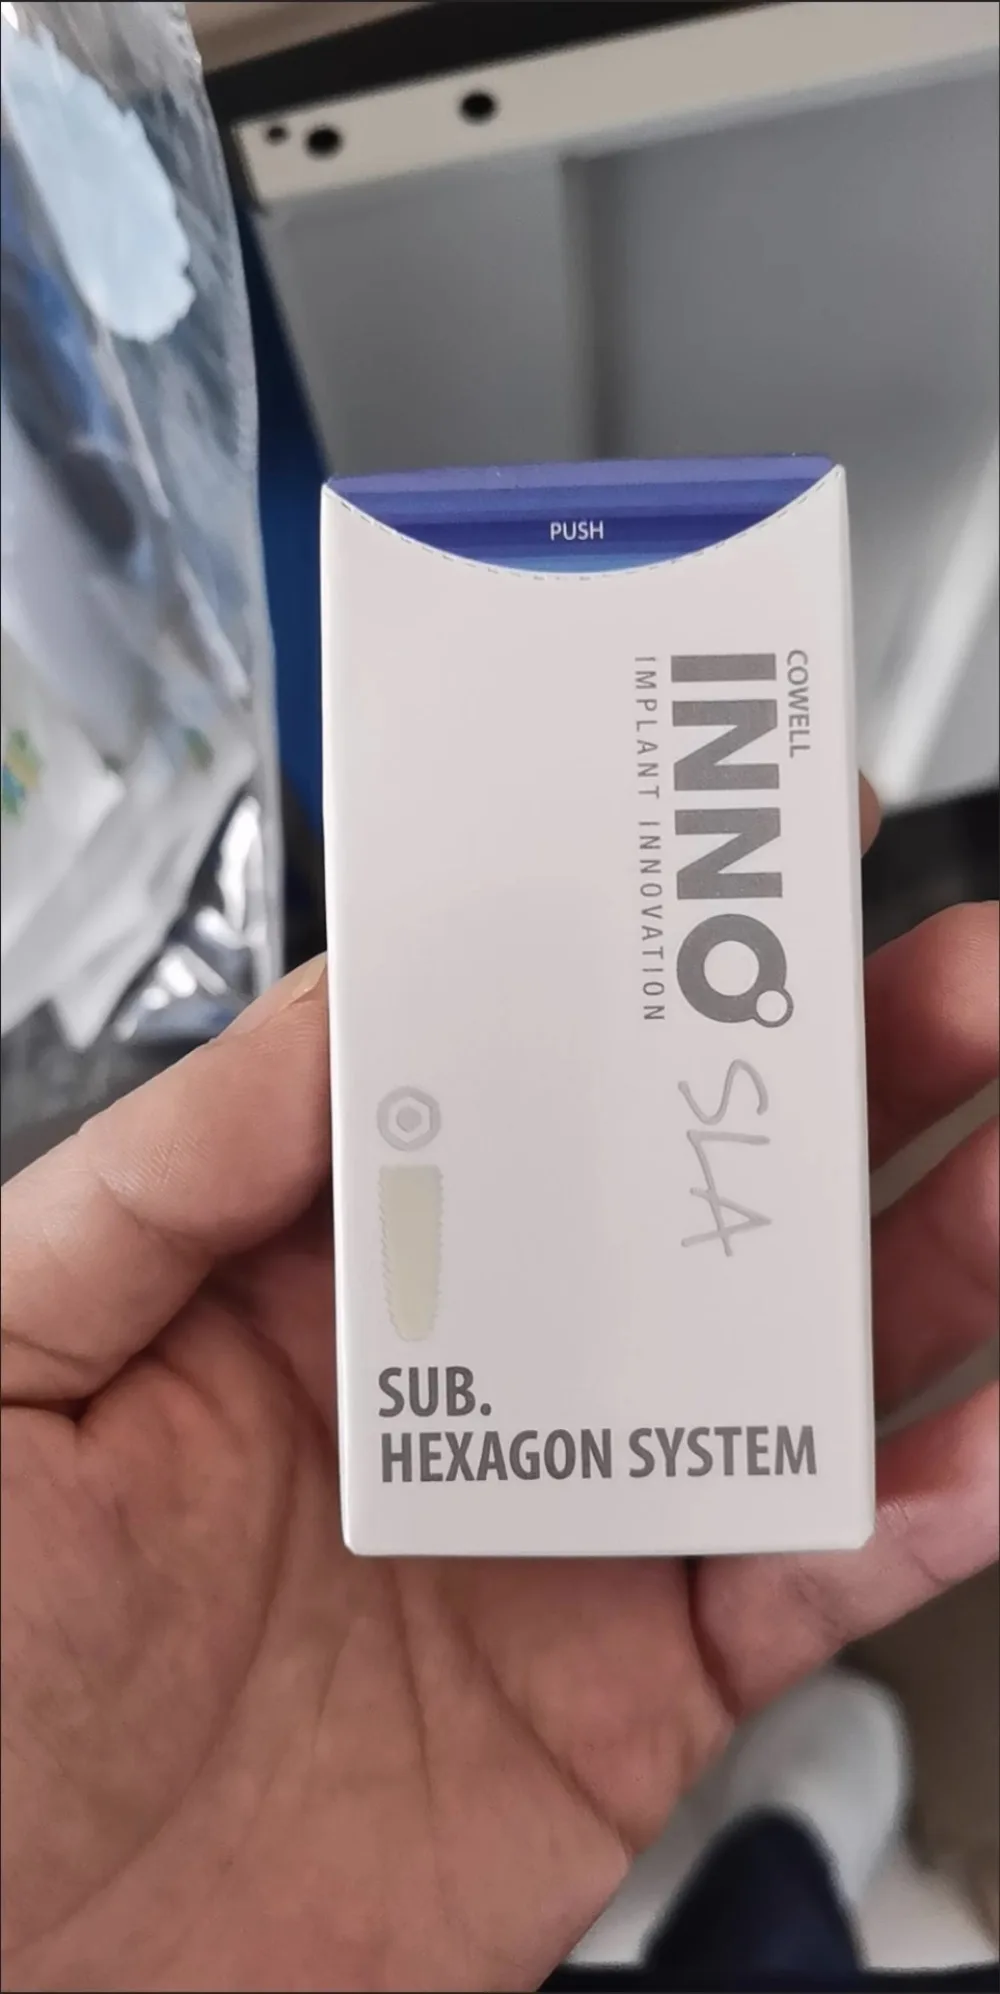 PUSH
COWELL
INNO
IMPLANT INNOVATION
SLA
SUB.
HEXAGON SYSTEM